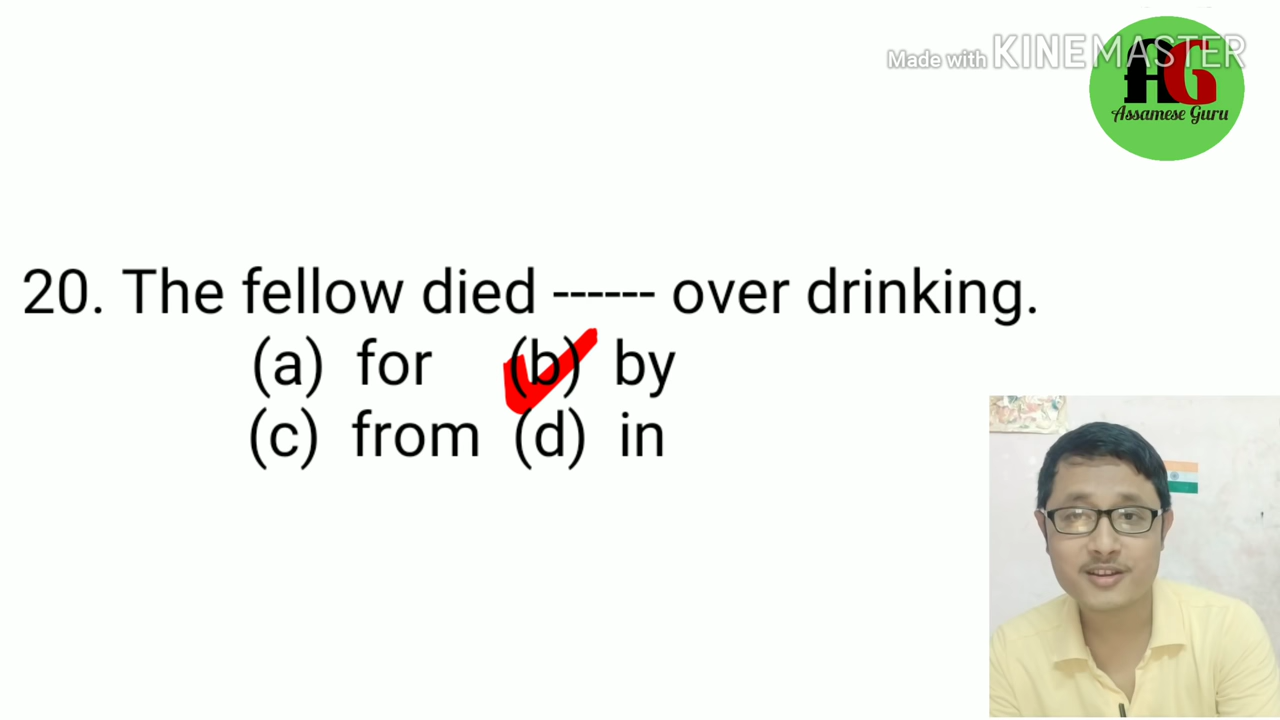 Made with KINEMASTER
AG
Assamese Guru
20. The fellow died ------ over drinking.
(a) for (b) by
(c) from (d) in